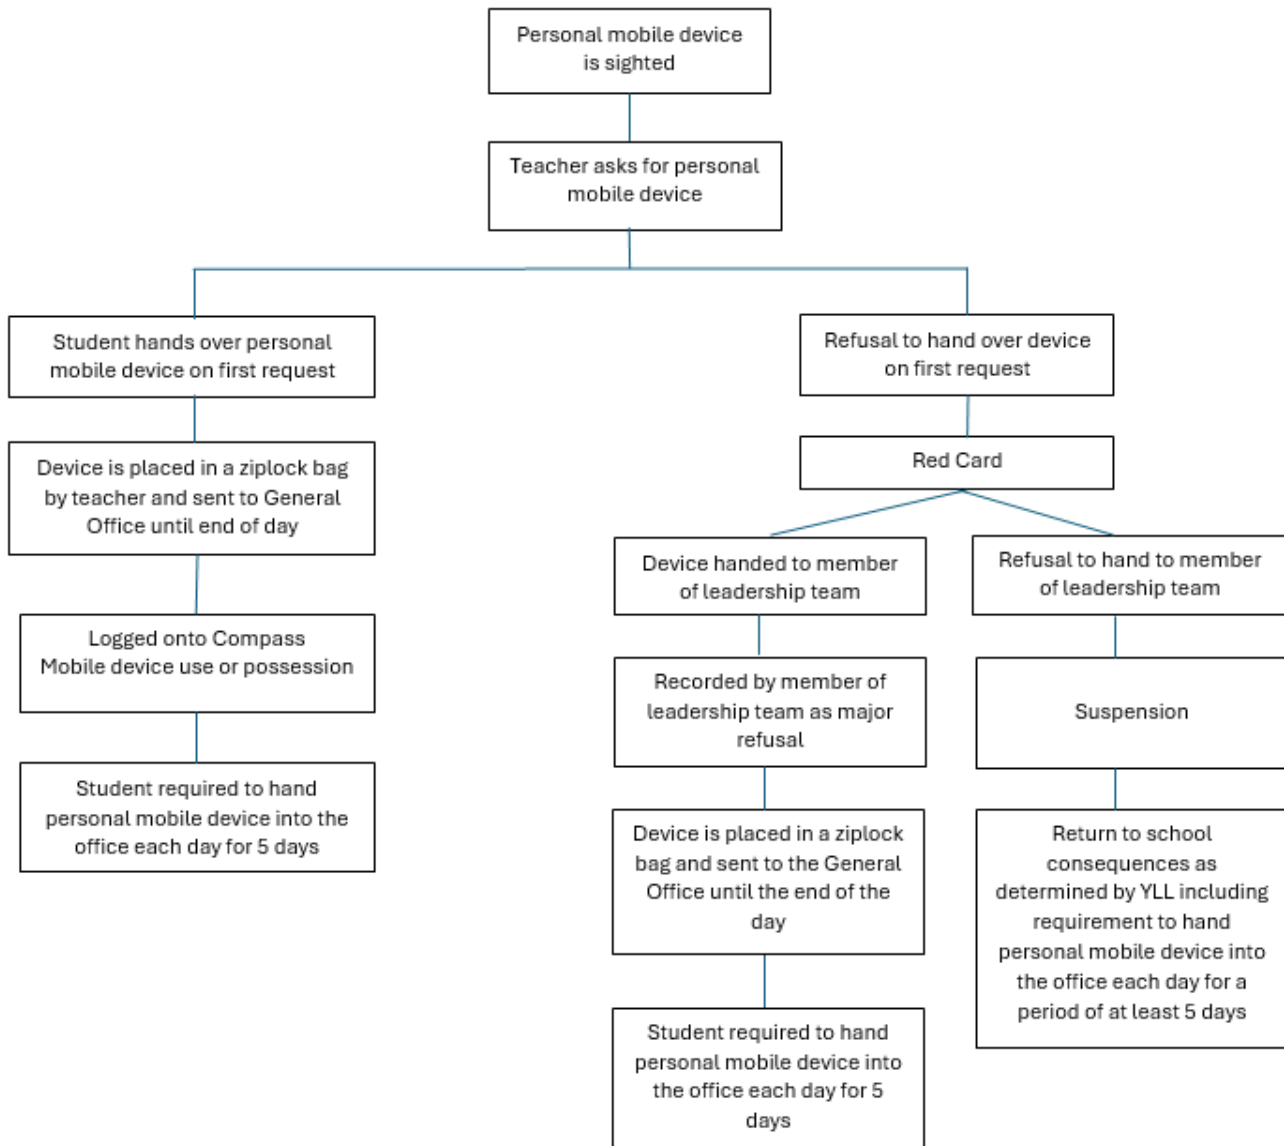 Personal mobile device
is sighted
Teacher asks for personal
mobile device
Student hands over personal
mobile device on first request
Refusal to hand over device
on first request
Device is placed in a ziplock bag
by teacher and sent to General
Office until end of day
Red Card
Logged onto Compass
Mobile device use or possession
Device handed to member
of leadership team
Refusal to hand to member
of leadership team
Student required to hand
personal mobile device into the
office each day for 5 days
Recorded by member of
leadership team as major
refusal
Suspension
Device is placed in a ziplock
bag and sent to the General
Office until the end of the
day
Return to school
consequences as
determined by YLL including
requirement to hand
personal mobile device into
the office each day for a
period of at least 5 days
Student required to hand
personal mobile device into
the office each day for 5
days